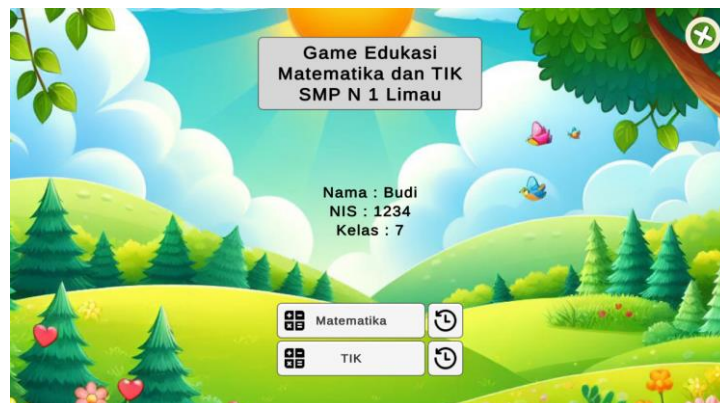 Game Edukasi
Matematika dan TIK
SMP N 1 Limau
Nama : Budi
NIS : 1234
Kelas : 7
Matematika
TIK